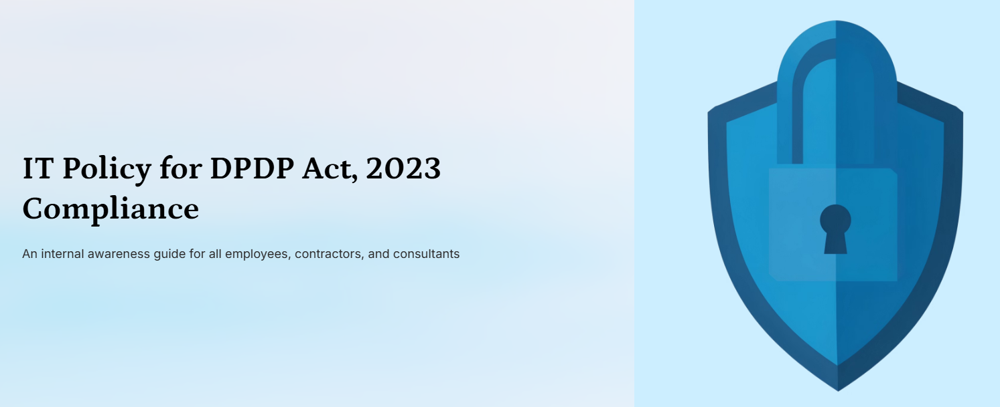 IT Policy for DPDP Act, 2023
Compliance
An internal awareness guide for all employees, contractors, and consultants